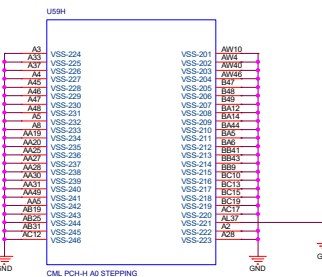 U59H
A3 VSS-224 VSS-201 AW10
A33 VSS-225 VSS-202 AW4
A37 VSS-226 VSS-203 AW40
A4 VSS-227 VSS-204 AW46
A45 VSS-228 VSS-205 B47
A46 VSS-229 VSS-206 B48
A47 VSS-230 VSS-207 B49
A48 VSS-231 VSS-208 BA12
A5 VSS-232 VSS-209 BA14
A8 VSS-233 VSS-210 BA44
AA19 VSS-234 VSS-211 BA5
AA20 VSS-235 VSS-212 BA6
AA25 VSS-236 VSS-213 BB41
AA27 VSS-237 VSS-214 BB43
AA28 VSS-238 VSS-215 BB9
AA30 VSS-239 VSS-216 BC10
AA31 VSS-240 VSS-217 BC13
AA49 VSS-241 VSS-218 BC15
AA5 VSS-242 VSS-219 BC19
AB19 VSS-243 VSS-220 AC17
AB25 VSS-244 VSS-221 AL37
AB31 VSS-245 VSS-222 A2
AC12 VSS-246 VSS-223 A28
GND
CML PCH-H A0 STEPPING
GND